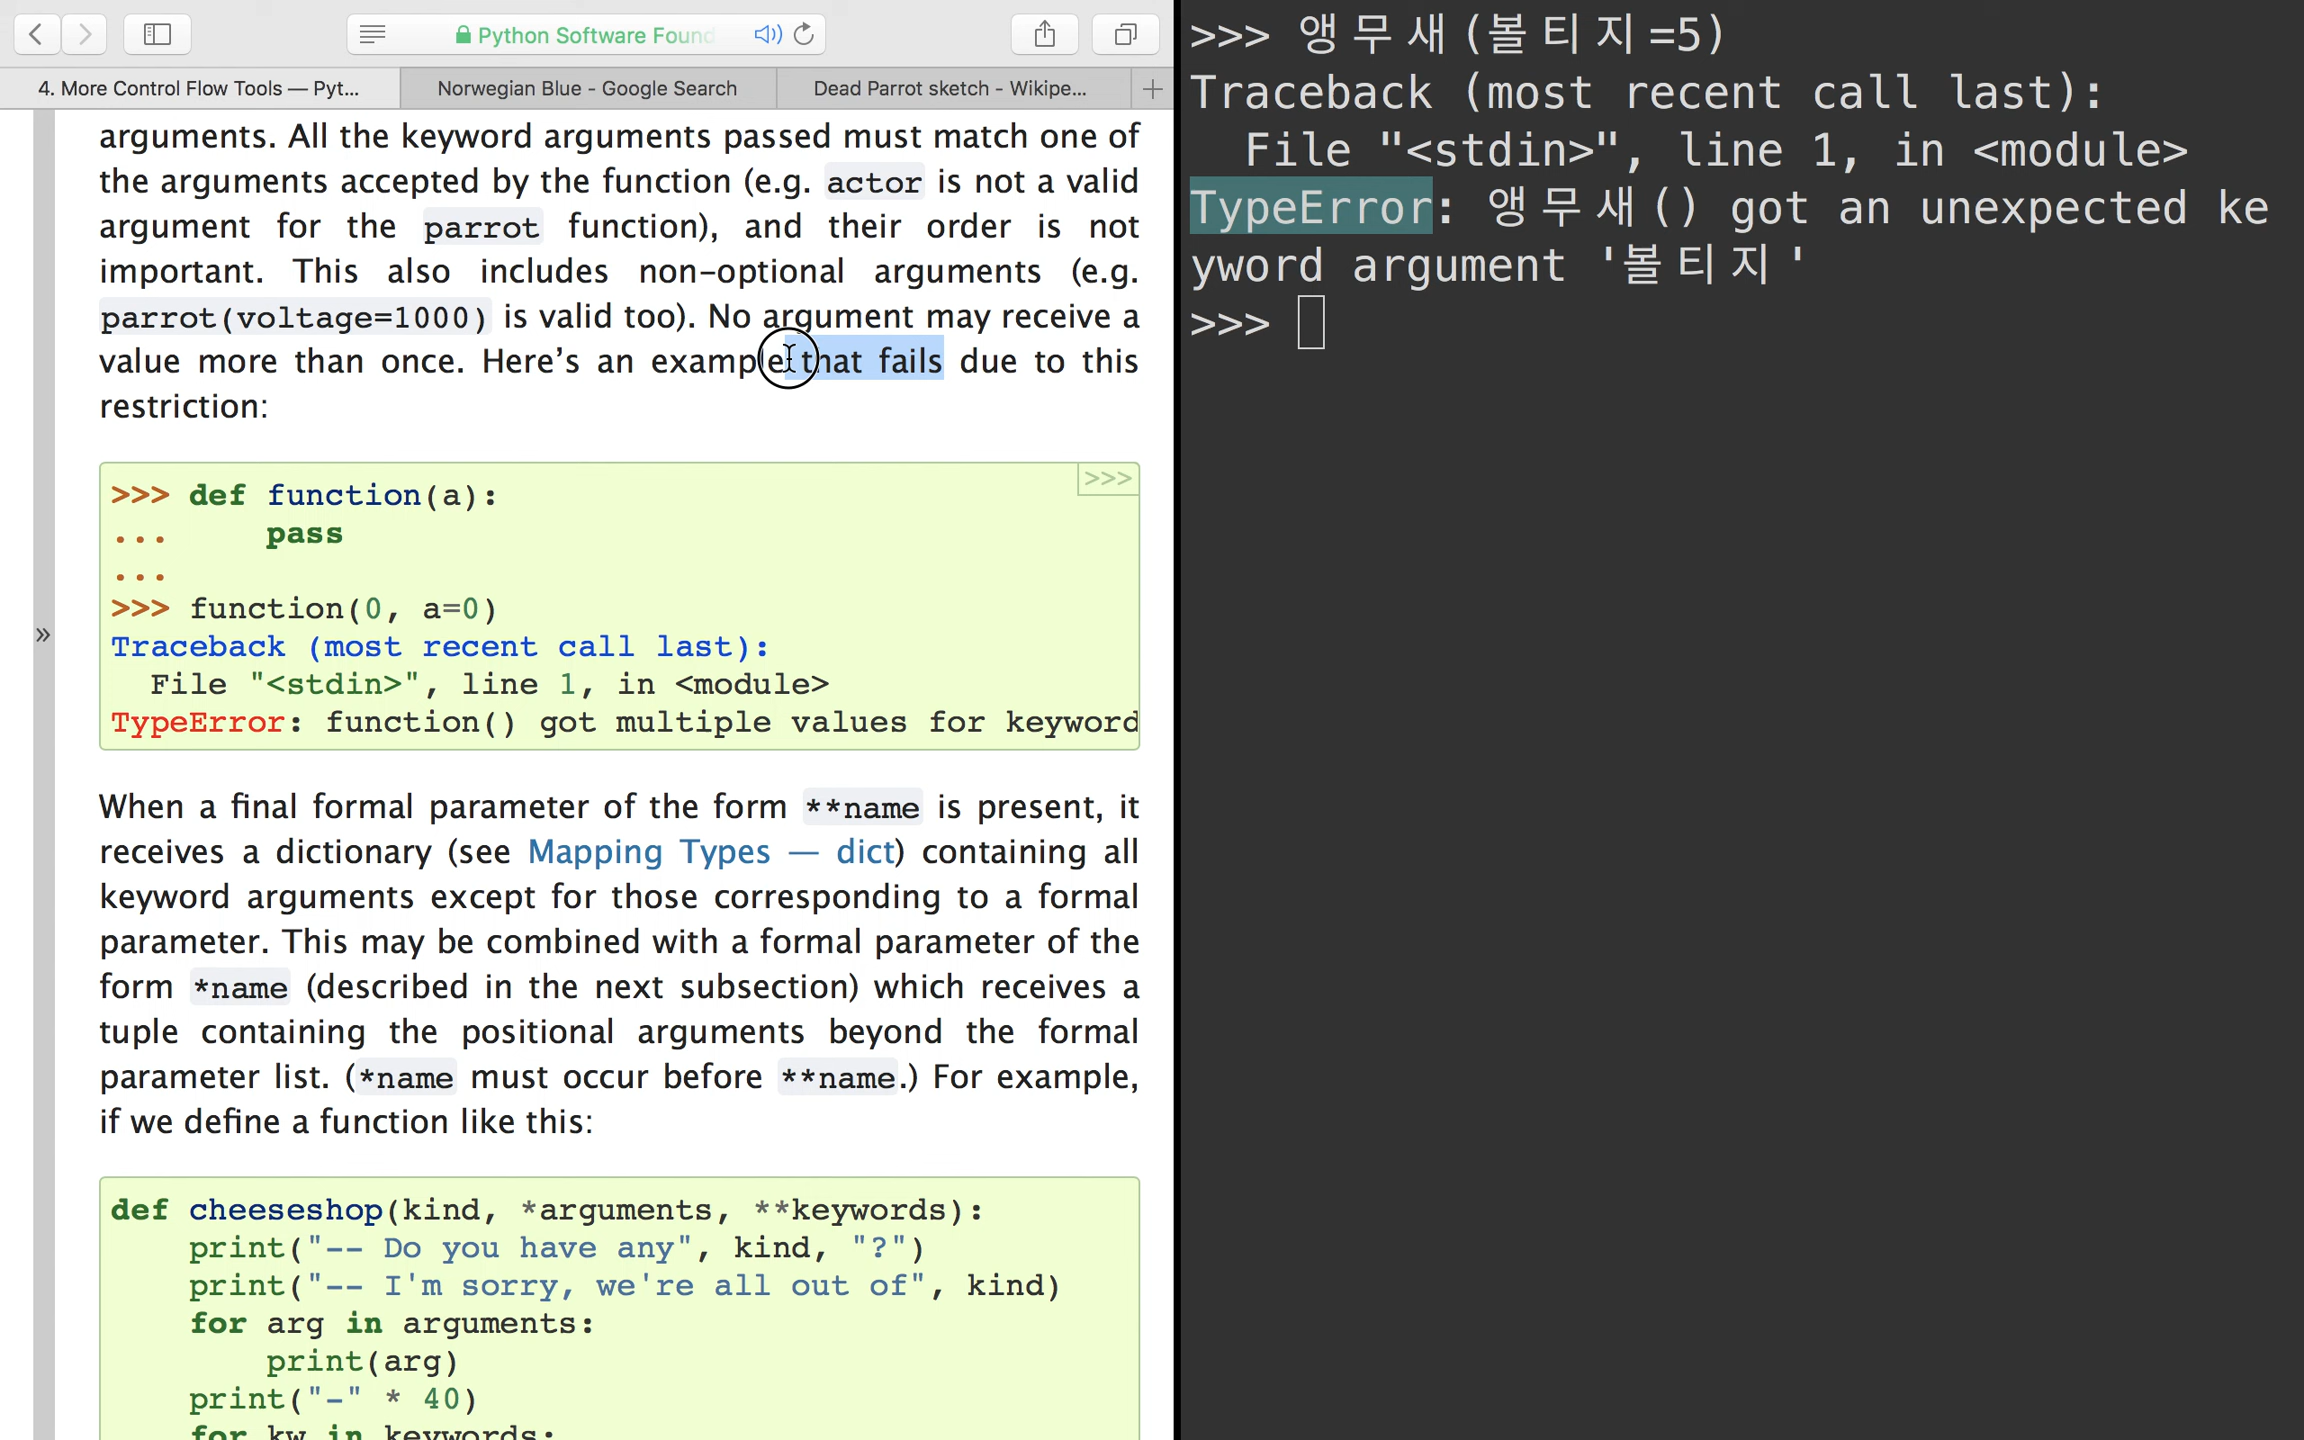 Python Software Found
4. More Control Flow Tools — Pyt...
Norwegian Blue - Google Search
Dead Parrot sketch - Wikipe...
arguments. All the keyword arguments passed must match one of
the arguments accepted by the function (e.g. actor is not a valid
argument for the parrot function), and their order is not
important. This also includes non-optional arguments (e.g.
parrot(voltage=1000) is valid too). No argument may receive a
value more than once. Here’s an example that fails due to this
restriction:
>>>
>>> def function(a):
...     pass
...
>>> function(0, a=0)
Traceback (most recent call last):
  File "<stdin>", line 1, in <module>
TypeError: function() got multiple values for keyword
»
When a final formal parameter of the form **name is present, it
receives a dictionary (see Mapping Types — dict) containing all
keyword arguments except for those corresponding to a formal
parameter. This may be combined with a formal parameter of the
form *name (described in the next subsection) which receives a
tuple containing the positional arguments beyond the formal
parameter list. (*name must occur before **name.) For example,
if we define a function like this:
def cheeseshop(kind, *arguments, **keywords):
    print("-- Do you have any", kind, "?")
    print("-- I'm sorry, we're all out of", kind)
    for arg in arguments:
        print(arg)
    print("-" * 40)
    for kw in keywords:
>>> 앵무새(볼티지=5)
Traceback (most recent call last):
  File "<stdin>", line 1, in <module>
TypeError: 앵무새() got an unexpected ke
yword argument '볼티지'
>>>